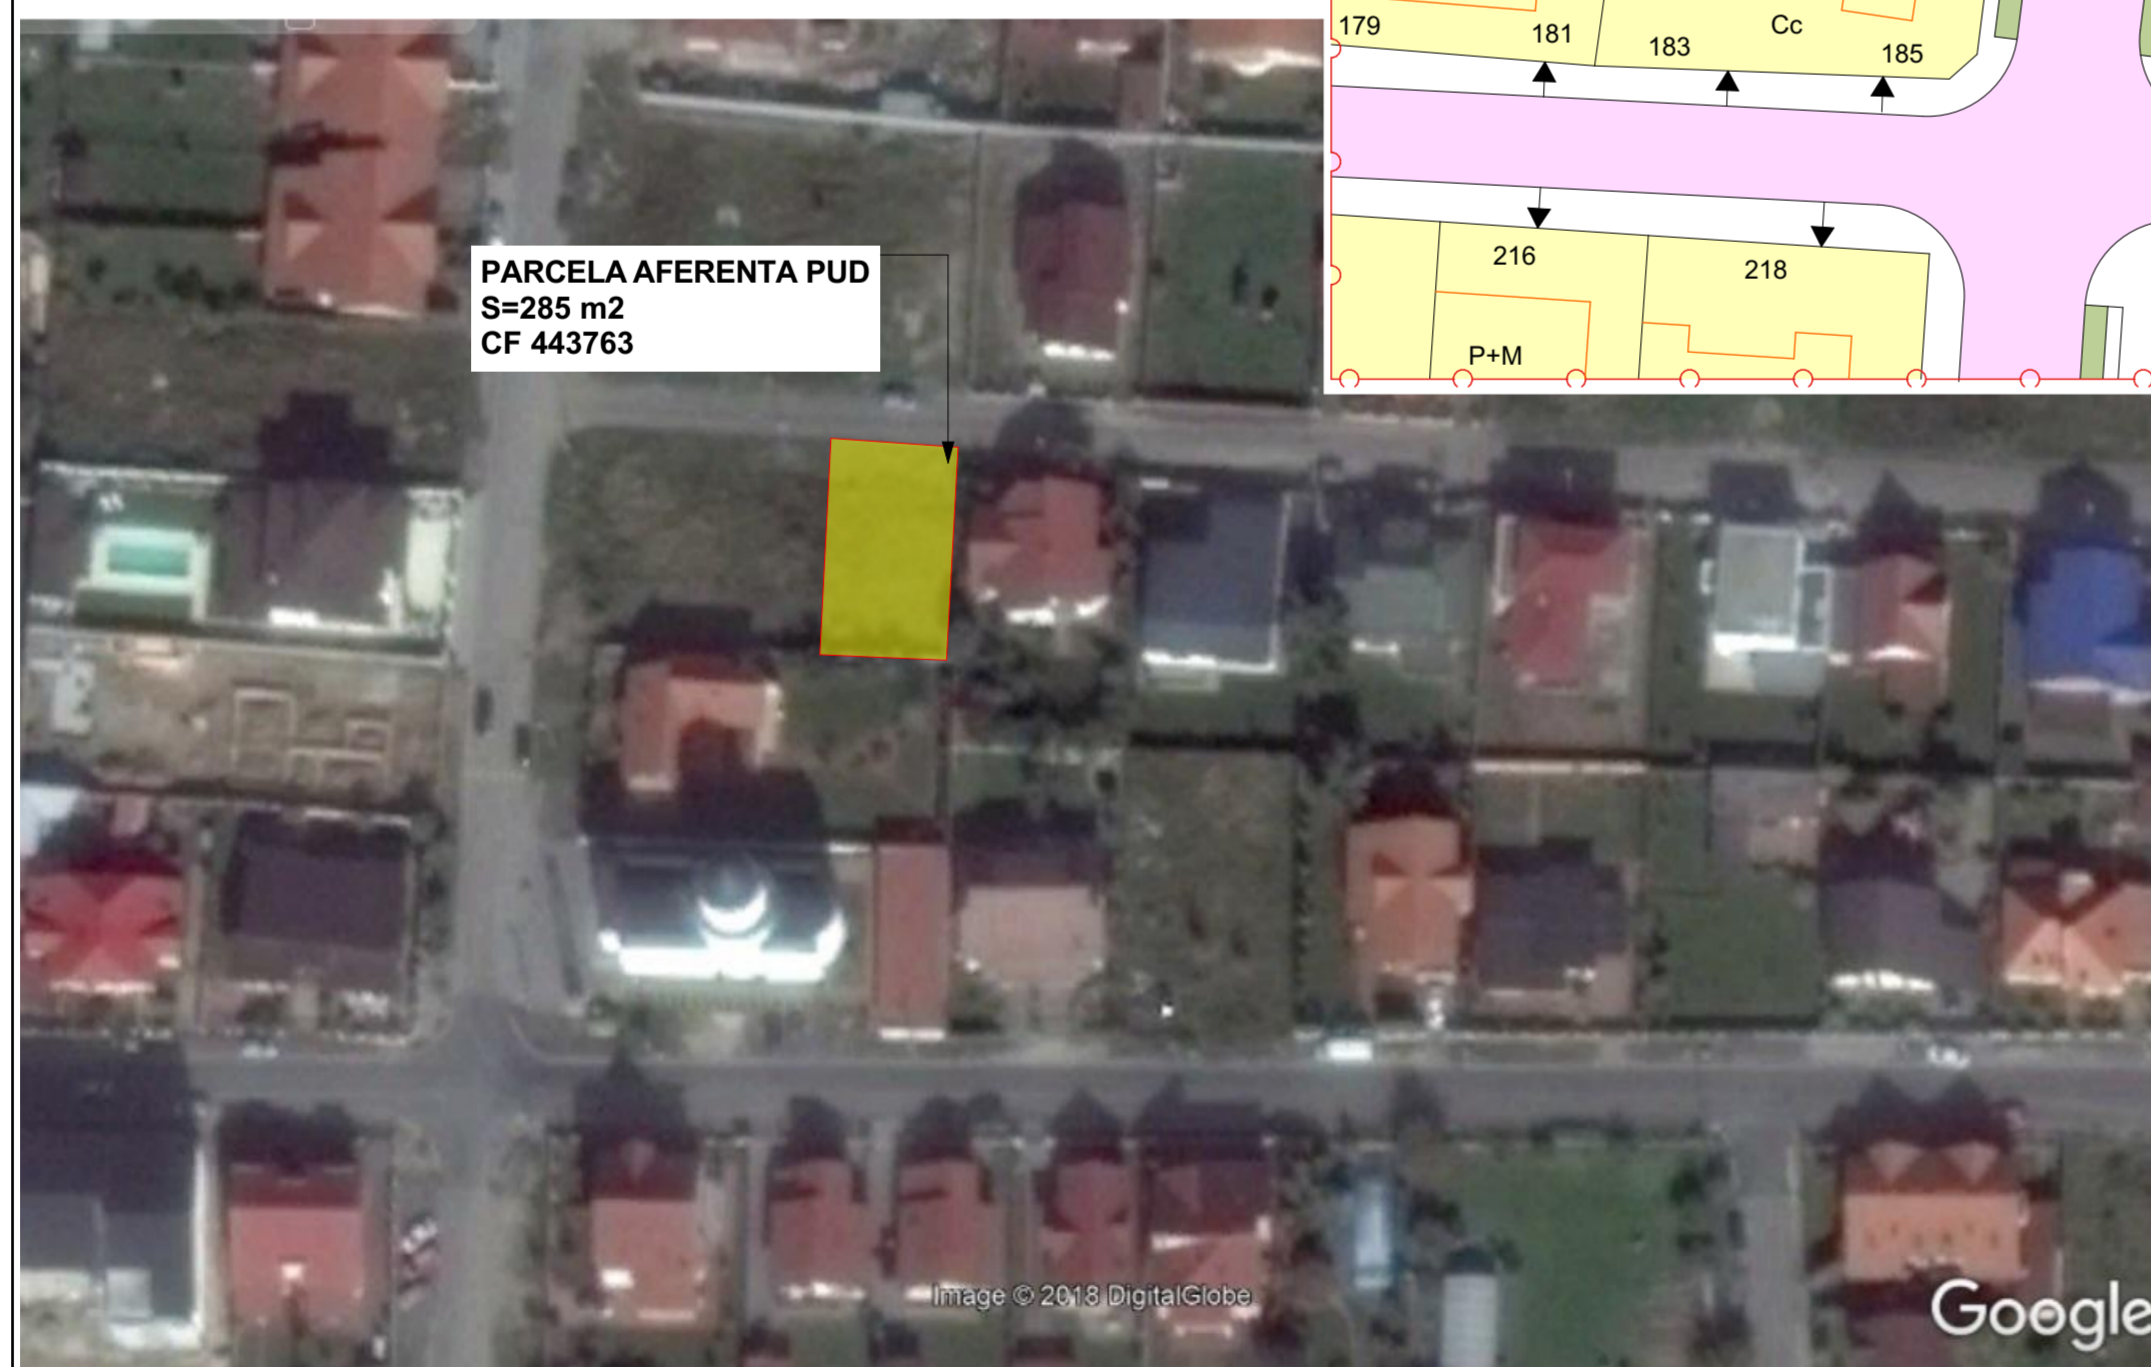 179
181
183
Cc
185
PARCELA AFERENTA PUD
S=285 m2
CF 443763
216
218
P+M
Image © 2018 DigitalGlobe
Google